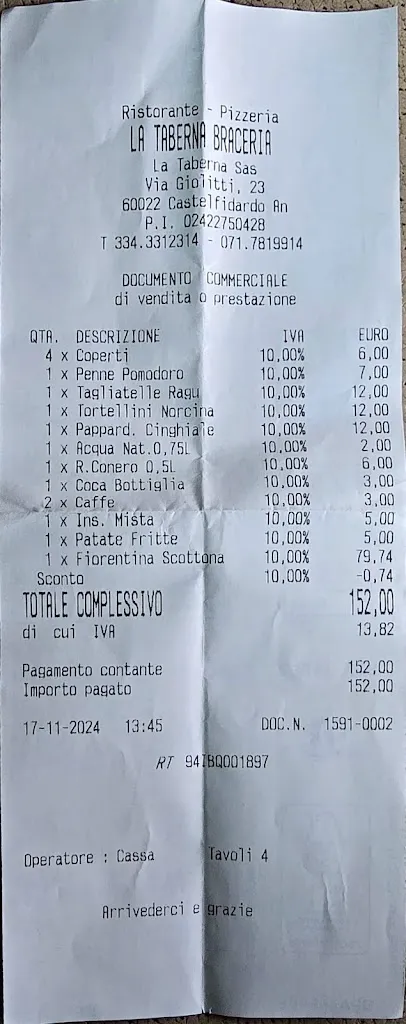 Ristorante - Pizzeria
LA TABERNA BRACERIA
La Taberna Sas
Via Giolitti, 23
60022 Castelfidardo An
P.I. 02422750428
T 334.3312314 - 071.7819914
DOCUMENTO COMMERCIALE
di vendita o prestazione
QTA. DESCRIZIONE IVA EURO
4 x Coperti 10,00% 6,00
1 x Penne Pomodoro 10,00% 7,00
1 x Tagliatelle Ragu 10,00% 12,00
1 x Tortellini Norcina 10,00% 12,00
1 x Pappard. Cinghiale 10,00% 12,00
1 x Acqua Nat.0,75L 10,00% 2,00
1 x R.Conero 0,5L 10,00% 6,00
1 x Coca Bottiglia 10,00% 3,00
2 x Caffe 10,00% 3,00
1 x Ins. Mista 10,00% 5,00
1 x Patate Fritte 10,00% 5,00
1 x Fiorentina Scottona 10,00% 79,74
Sconto 10,00% -0,74
TOTALE COMPLESSIVO 152,00
di cui IVA 13,82
Pagamento contante 152,00
Importo pagato 152,00
17-11-2024 13:45 DOC.N. 1591-0002
RT 94IBQ001897
Operatore : Cassa Tavoli 4
Arrivederci e grazie